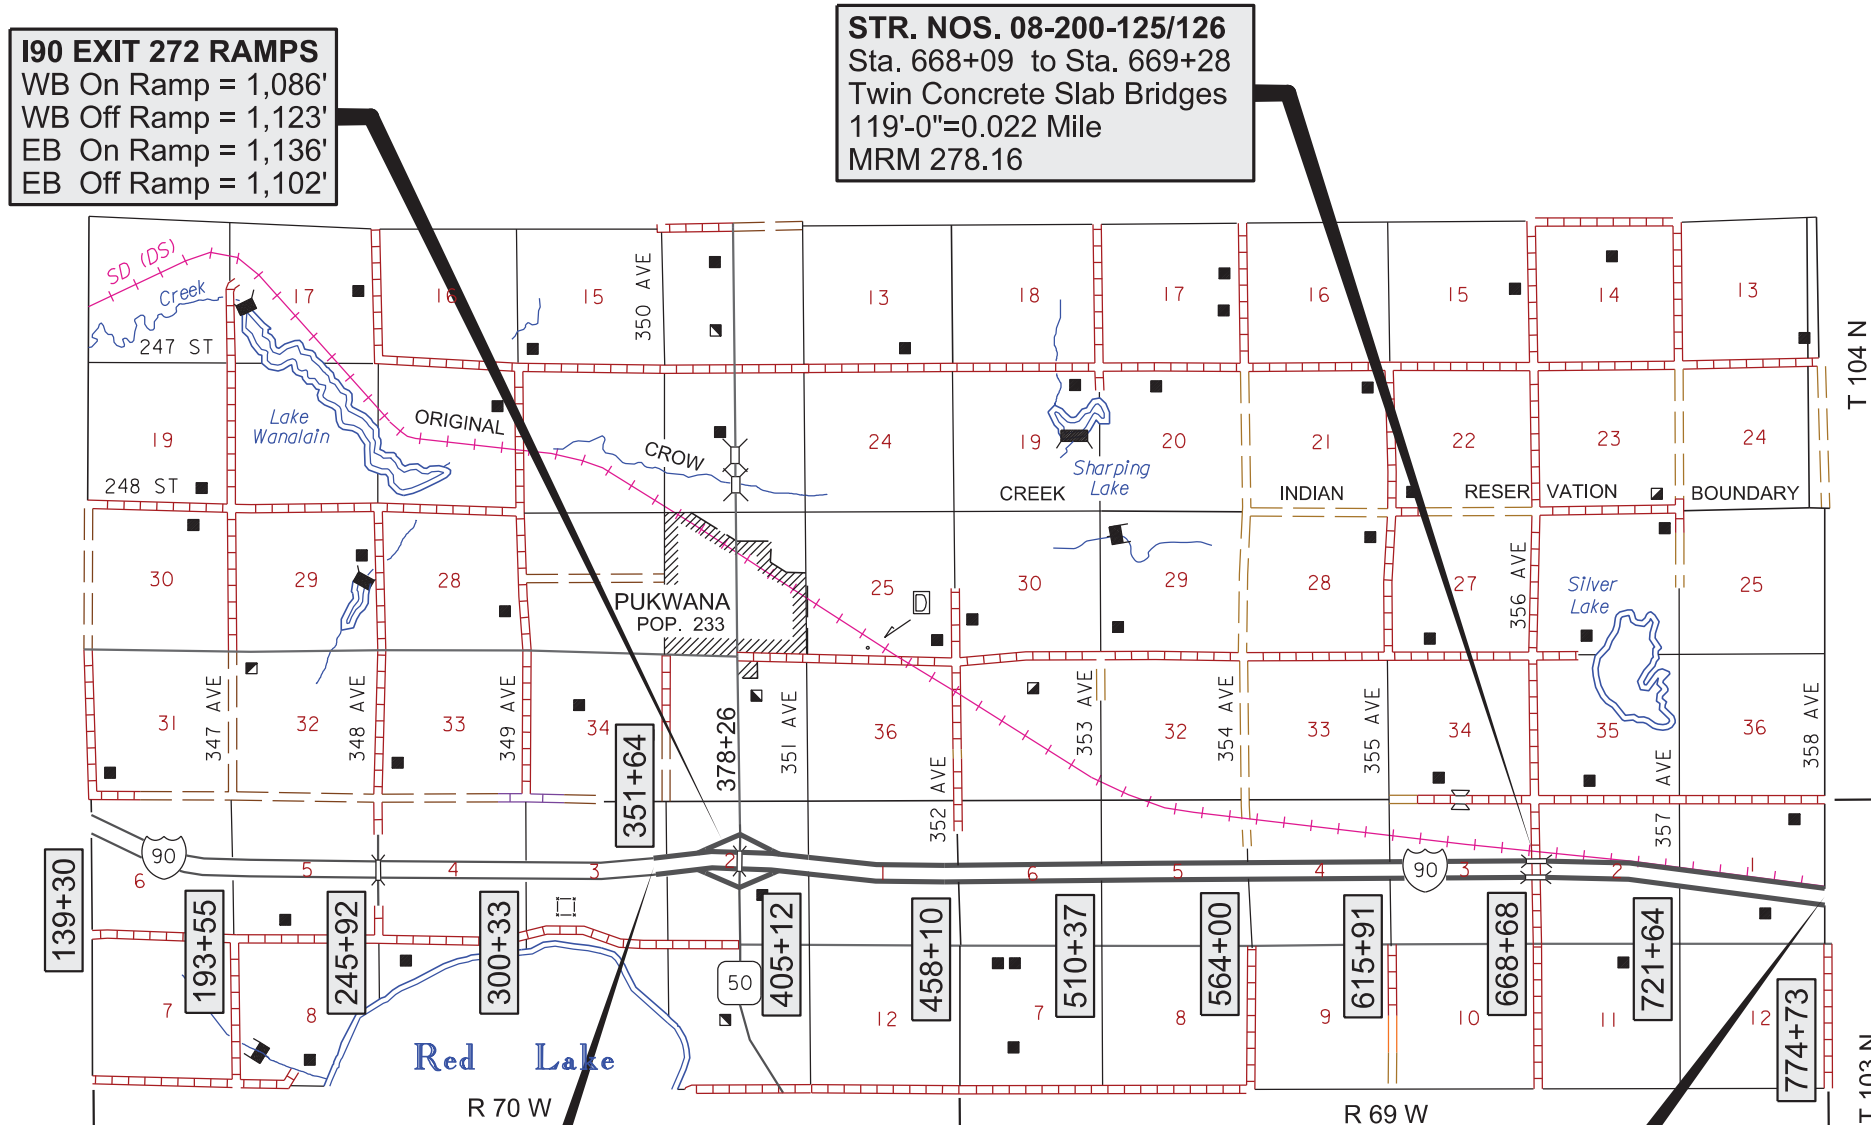 I90 EXIT 272 RAMPS
WB On Ramp = 1,086'
WB Off Ramp = 1,123'
EB On Ramp = 1,136'
EB Off Ramp = 1,102'
STR. NOS. 08-200-125/126
Sta. 668+09 to Sta. 669+28
Twin Concrete Slab Bridges
119'-0"=0.022 Mile
MRM 278.16
SD (DS)
Creek
247 ST
17
16
15
350 AVE
13
18
17
16
15
14
13
T 104 N
19
Lake
Wanalain
ORIGINAL
CROW
24
19
20
21
22
23
24
Sharping
Lake
248 ST
CREEK
INDIAN
RESER VATION
BOUNDARY
30
29
28
PUKWANA
POP. 233
25
D
30
29
28
27
356 AVE
Silver
Lake
25
31
347 AVE
32
348 AVE
33
349 AVE
34
351+64
378+26
351 AVE
36
352 AVE
353 AVE
32
354 AVE
33
355 AVE
34
35
357 AVE
36
358 AVE
90
6
5
4
3
2
1
6
5
4
90
3
2
1
139+30
193+55
245+92
300+33
405+12
458+10
510+37
564+00
615+91
668+68
721+64
774+73
7
8
50
12
7
8
9
10
11
12
Red Lake
R 70 W
R 69 W
T 103 N